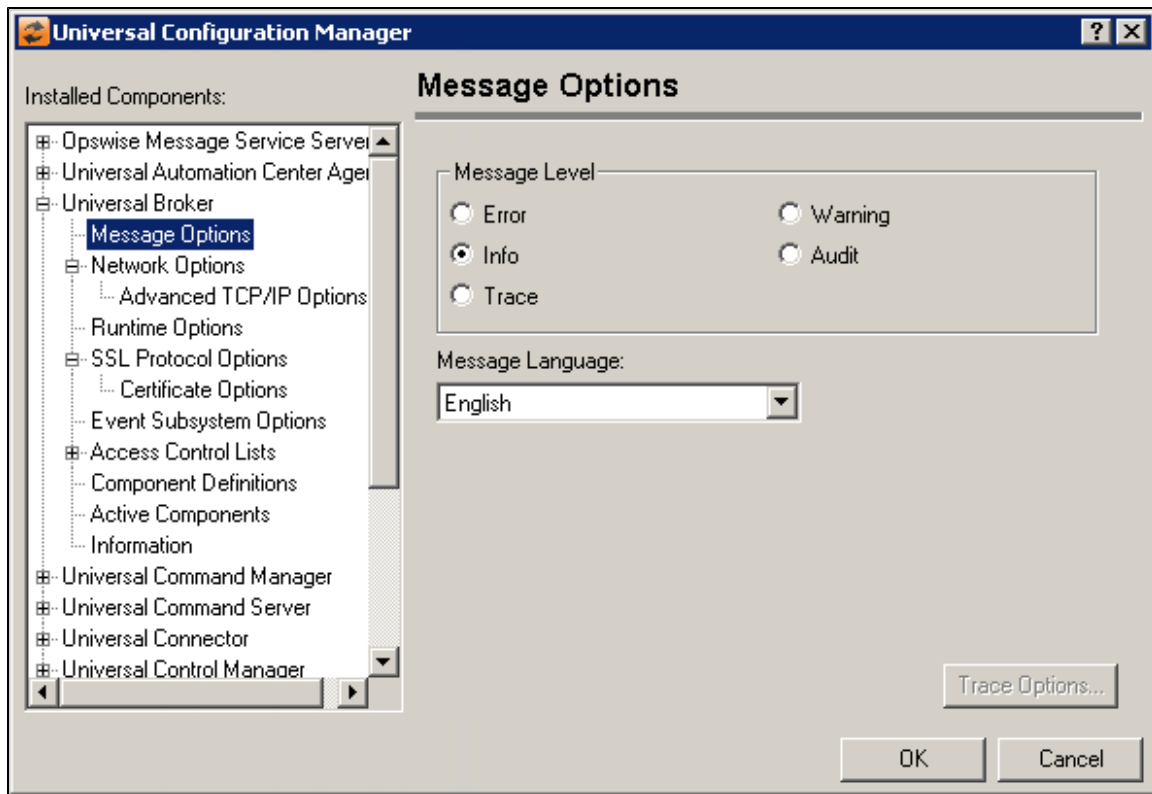 Universal Configuration Manager
Installed Components:
Opswise Message Service Server
Universal Automation Center Ager
Universal Broker
Message Options
Network Options
Advanced TCP/IP Options
Runtime Options
SSL Protocol Options
Certificate Options
Event Subsystem Options
Access Control Lists
Component Definitions
Active Components
Information
Universal Command Manager
Universal Command Server
Universal Connector
Universal Control Manager
Message Options
Message Level
Error
Warning
Info
Audit
Trace
Message Language:
English
Trace Options...
OK
Cancel